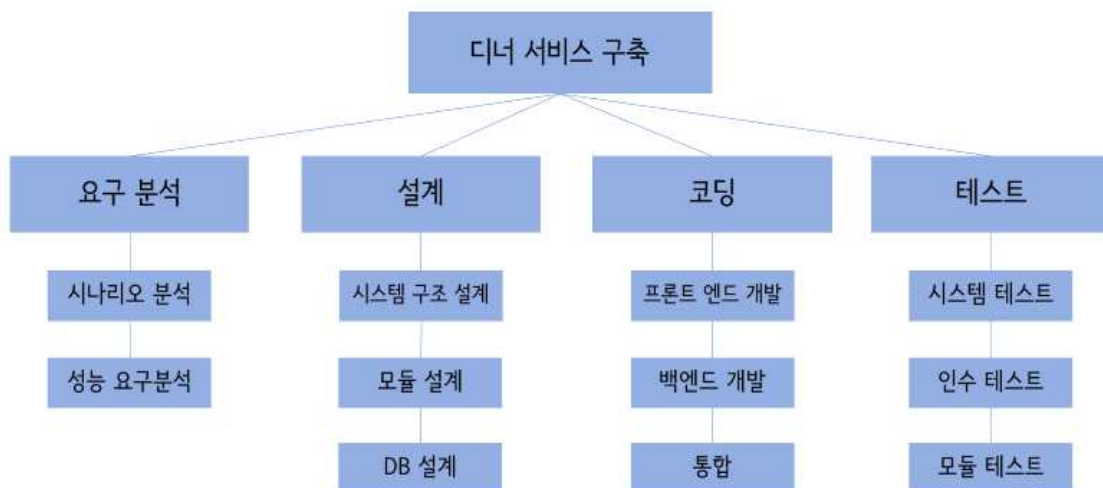 디너 서비스 구축
요구 분석
설계
코딩
테스트
시나리오 분석
시스템 구조 설계
프론트 엔드 개발
시스템 테스트
성능 요구분석
모듈 설계
백엔드 개발
인수 테스트
DB 설계
통합
모듈 테스트